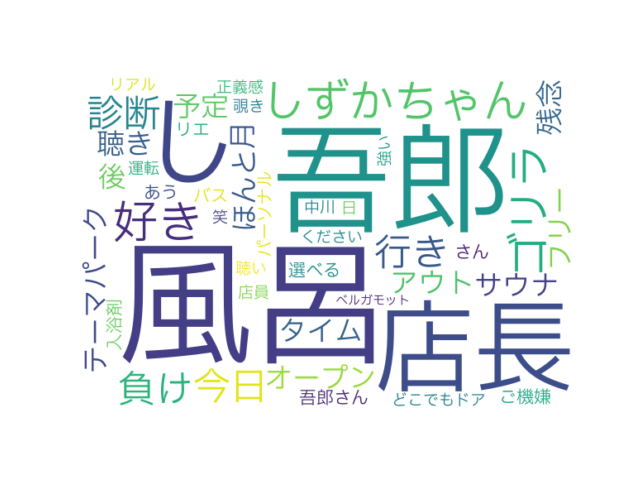 リアル
正義感
診断
予定
し
しずかちゃん
残念
覗き
リエ
聴き
吾郎
強い
ほんと月
後
運転
ゴリラ
フリー
あう
バス
パーソナル
テーマパーク
好き
笑
中川
日
ください
行き
さん
風呂
聴い
選べる
アウト
サウナ
店員
ベルガモット
入浴剤
タイム
店長
負け
今日
オープン
吾郎さん
どこでもドア
ご機嫌